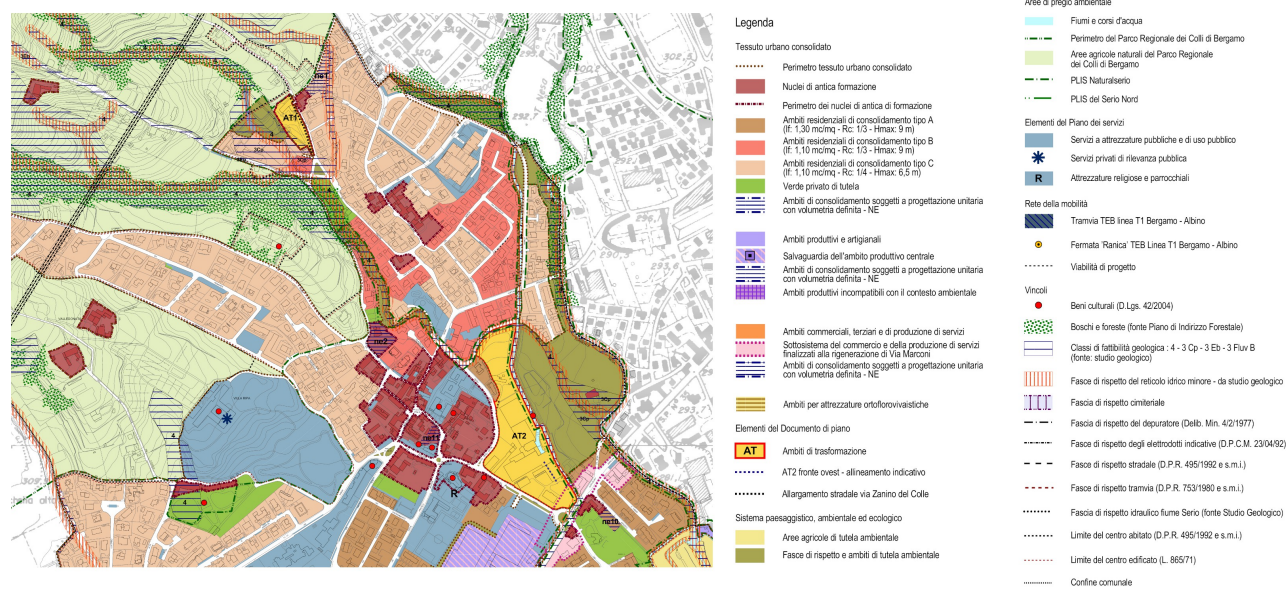 Legenda
Tessuto urbano consolidato
Perimetro tessuto urbano consolidato
Nuclei di antica formazione
Perimetro dei nuclei di antica di formazione
Ambiti residenziali di consolidamento tipo A
(If: 1,30 mc/mq - Rc: 1/3 - Hmax: 9 m)
Ambiti residenziali di consolidamento tipo B
(If: 1,10 mc/mq - Rc: 1/3 - Hmax: 9 m)
Ambiti residenziali di consolidamento tipo C
(If: 1,10 mc/mq - Rc: 1/4 - Hmax: 6,5 m)
Verde privato di tutela
Ambiti di consolidamento soggetti a progettazione unitaria
con volumetria definita - NE
Ambiti produttivi e artigianali
Salvaguardia dell'ambito produttivo centrale
Ambiti di consolidamento soggetti a progettazione unitaria
con volumetria definita - NE
Ambiti produttivi incompatibili con il contesto ambientale
Ambiti commerciali, terziari e di produzione di servizi
Sottosistema del commercio e della produzione di servizi
finalizzati alla rigenerazione di Via Marconi
Ambiti di consolidamento soggetti a progettazione unitaria
con volumetria definita - NE
Ambiti per attrezzature ortoflorovivaistiche
Elementi del Documento di piano
AT Ambiti di trasformazione
AT2 fronte ovest - allineamento indicativo
Allargamento stradale via Zanino del Colle
Sistema paesaggistico, ambientale ed ecologico
Aree agricole di tutela ambientale
Fasce di rispetto e ambiti di tutela ambientale
Aree di pregio ambientale
Fiumi e corsi d'acqua
Perimetro del Parco Regionale dei Colli di Bergamo
Aree agricole naturali del Parco Regionale
dei Colli di Bergamo
PLIS Naturalserio
PLIS del Serio Nord
Elementi del Piano dei servizi
Servizi a attrezzature pubbliche e di uso pubblico
Servizi privati di rilevanza pubblica
R Attrezzature religiose e parrocchiali
Rete della mobilità
Tramvia TEB linea T1 Bergamo - Albino
Fermata 'Ranica' TEB Linea T1 Bergamo - Albino
Viabilità di progetto
Vincoli
Beni culturali (D.Lgs. 42/2004)
Boschi e foreste (fonte Piano di Indirizzo Forestale)
Classi di fattibilità geologica : 4 - 3 Cp - 3 Eb - 3 Fluv B
(fonte: studio geologico)
Fasce di rispetto del reticolo idrico minore - da studio geologico
Fascia di rispetto cimiteriale
Fascia di rispetto del depuratore (Delib. Min. 4/2/1977)
Fasce di rispetto degli elettrodotti indicative (D.P.C.M. 23/04/92)
Fasce di rispetto stradale (D.P.R. 495/1992 e s.m.i.)
Fasce di rispetto tramvia (D.P.R. 753/1980 e s.m.i.)
Fascia di rispetto idraulico fiume Serio (fonte Studio Geologico)
Limite del centro abitato (D.P.R. 495/1992 e s.m.i.)
Limite del centro edificato (L. 865/71)
Confine comunale
AT1
ne1
3Cp
4
ne2
AT2
ne11
R
ne10
3Cp